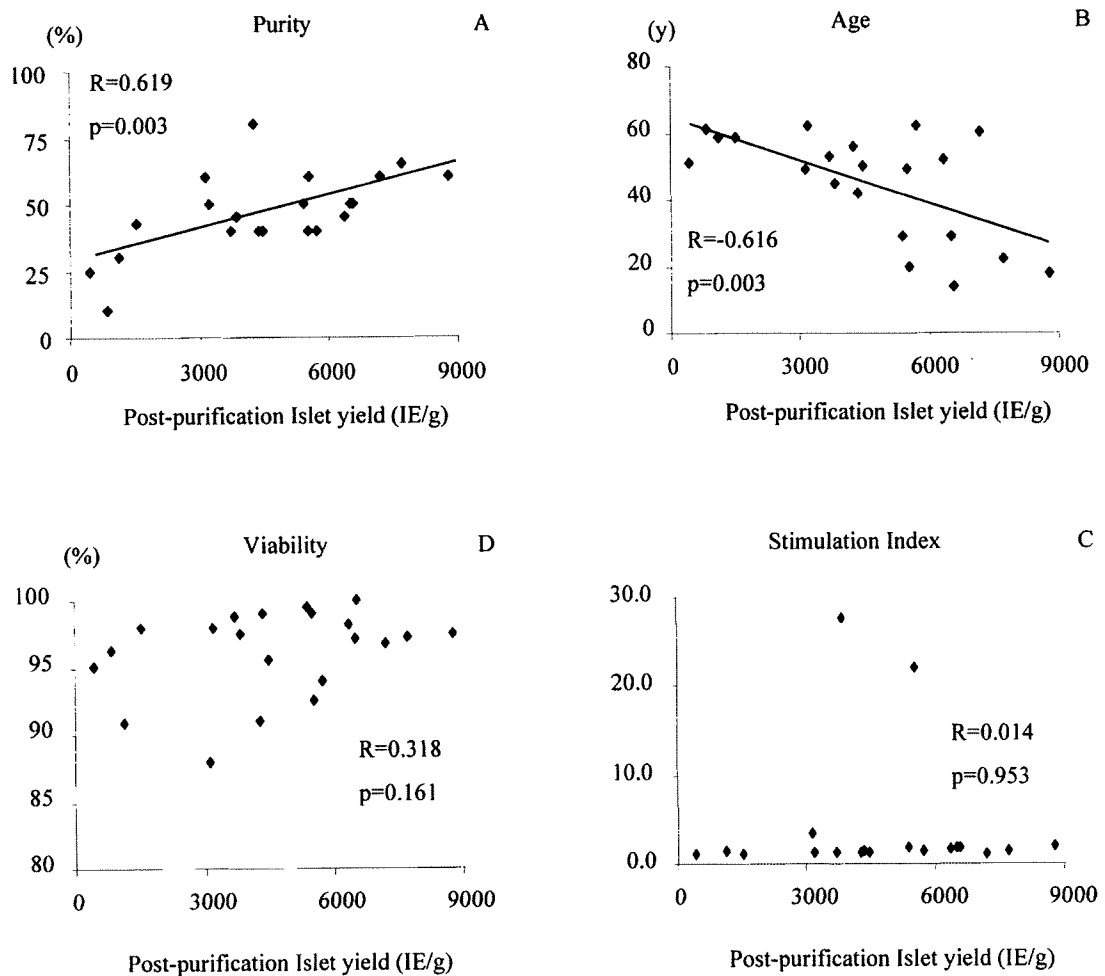 Purity A
(%)
100
75
50
25
0
R=0.619
p=0.003
0 3000 6000 9000
Post-purification Islet yield (IE/g)
Age B
(y)
80
60
40
20
0
R=-0.616
p=0.003
0 3000 6000 9000
Post-purification Islet yield (IE/g)
Viability D
(%)
100
95
90
85
80
R=0.318
p=0.161
0 3000 6000 9000
Post-purification Islet yield (IE/g)
Stimulation Index C
30.0
20.0
10.0
0.0
R=0.014
p=0.953
0 3000 6000 9000
Post-purification Islet yield (IE/g)